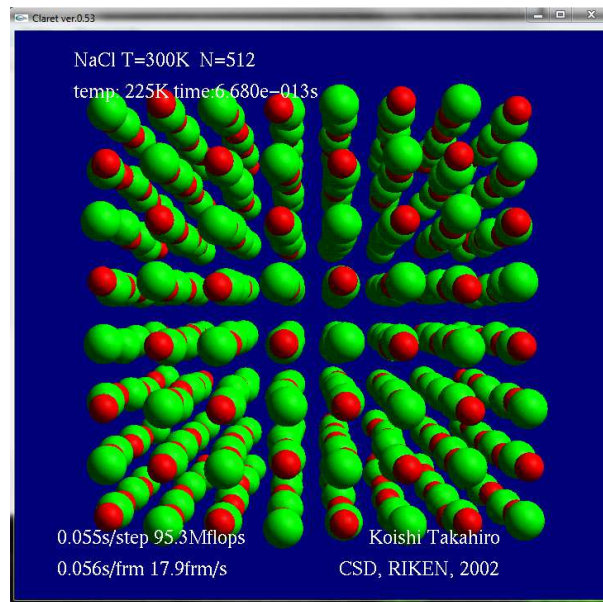 Claret ver.0.53
NaCl T=300K N=512
temp: 225K time:6.680e-013s
0.055s/step 95.3Mflops
Koishi Takahiro
0.056s/frm 17.9frm/s
CSD, RIKEN, 2002